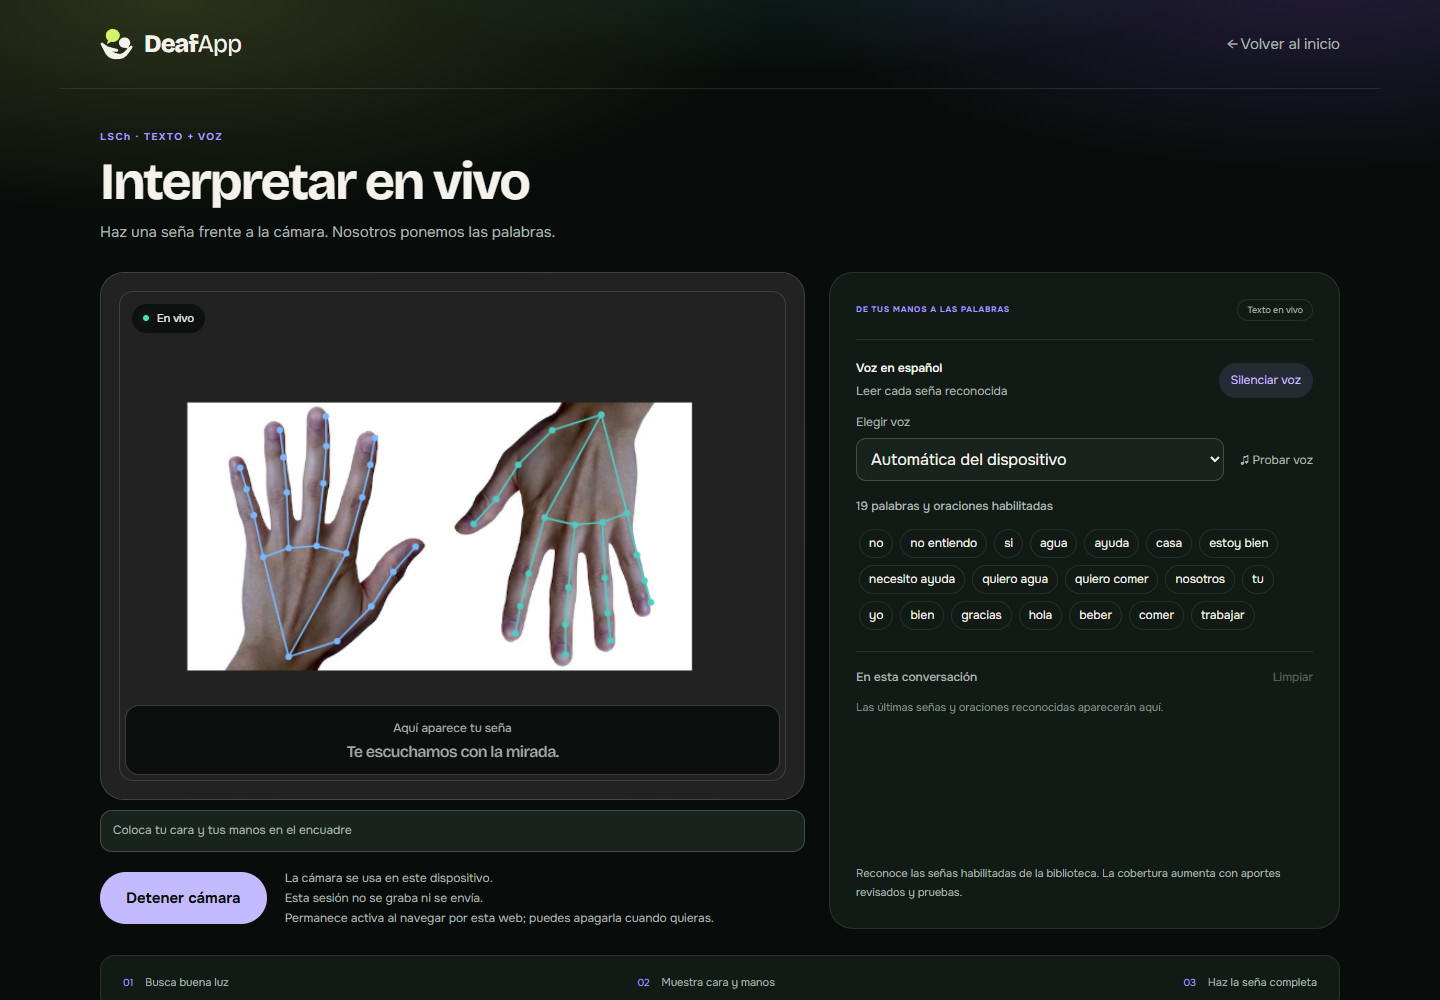 DeafApp
← Volver al inicio
LSCh · TEXTO + VOZ
Interpretar en vivo
Haz una seña frente a la cámara. Nosotros ponemos las palabras.
En vivo
Aquí aparece tu seña
Te escuchamos con la mirada.
Coloca tu cara y tus manos en el encuadre
Detener cámara
La cámara se usa en este dispositivo.
Esta sesión no se graba ni se envía.
Permanece activa al navegar por esta web; puedes apagarla cuando quieras.
DE TUS MANOS A LAS PALABRAS
Texto en vivo
Voz en español
Leer cada seña reconocida
Silenciar voz
Elegir voz
Automática del dispositivo
♫ Probar voz
19 palabras y oraciones habilitadas
no no entiendo si agua ayuda casa estoy bien
necesito ayuda quiero agua quiero comer nosotros tu
yo bien gracias hola beber comer trabajar
En esta conversación
Limpiar
Las últimas señas y oraciones reconocidas aparecerán aquí.
Reconoce las señas habilitadas de la biblioteca. La cobertura aumenta con aportes
revisados y pruebas.
01 Busca buena luz
02 Muestra cara y manos
03 Haz la seña completa